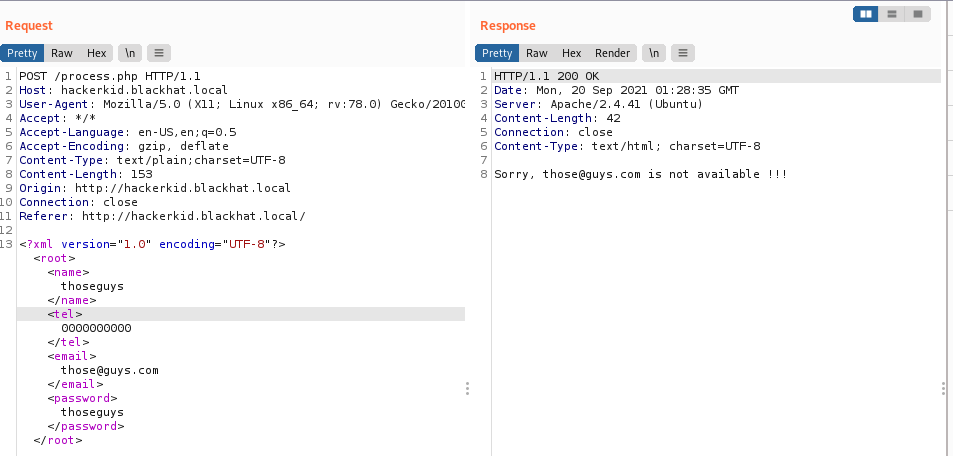 Request
Pretty Raw Hex \n
1 POST /process.php HTTP/1.1
2 Host: hackerkid.blackhat.local
3 User-Agent: Mozilla/5.0 (X11; Linux x86_64; rv:78.0) Gecko/20100
4 Accept: */*
5 Accept-Language: en-US,en;q=0.5
6 Accept-Encoding: gzip, deflate
7 Content-Type: text/plain;charset=UTF-8
8 Content-Length: 153
9 Origin: http://hackerkid.blackhat.local
10 Connection: close
11 Referer: http://hackerkid.blackhat.local/
12
13 <?xml version="1.0" encoding="UTF-8"?>
<root>
<name>
thoseguys
</name>
<tel>
0000000000
</tel>
<email>
those@guys.com
</email>
<password>
thoseguys
</password>
</root>
Response
Pretty Raw Hex Render \n
1 HTTP/1.1 200 OK
2 Date: Mon, 20 Sep 2021 01:28:35 GMT
3 Server: Apache/2.4.41 (Ubuntu)
4 Content-Length: 42
5 Connection: close
6 Content-Type: text/html; charset=UTF-8
7
8 Sorry, those@guys.com is not available !!!